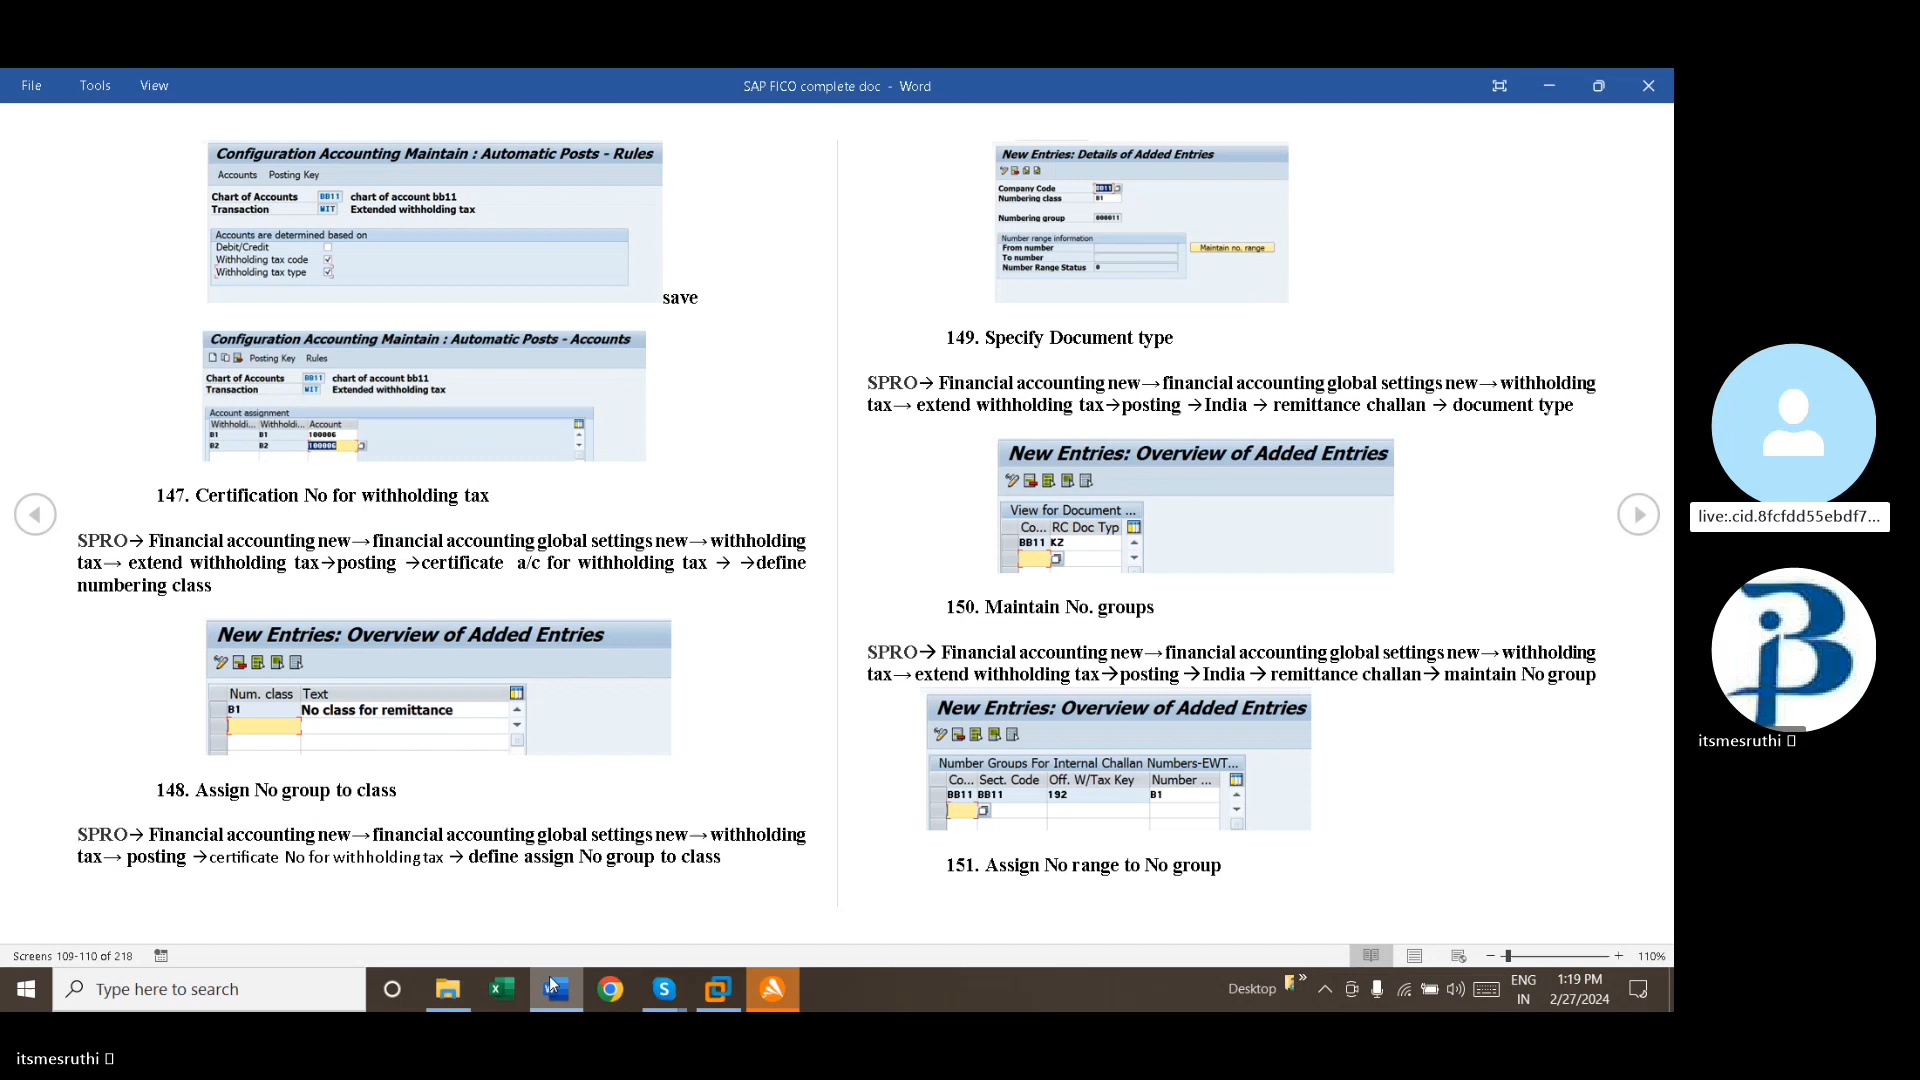 File Tools View SAP FICO complete doc - Word
Configuration Accounting Maintain : Automatic Posts - Rules
Accounts Posting Key
Chart of Accounts BB11 chart of account bb11
Transaction WIT Extended withholding tax
Accounts are determined based on
Debit/Credit
Withholding tax code
Withholding tax type
save
Configuration Accounting Maintain : Automatic Posts - Accounts
Posting Key Rules
Chart of Accounts BB11 chart of account bb11
Transaction WIT Extended withholding tax
Account assignment
Withholdi... Withholdi... Account
B1 B1 100006
B2 B2 100006
147. Certification No for withholding tax
SPRO→ Financial accounting new→financial accounting global settings new→withholding
tax→ extend withholding tax→posting →certificate a/c for withholding tax → →define
numbering class
New Entries: Overview of Added Entries
Num. class Text
B1 No class for remittance
148. Assign No group to class
SPRO→ Financial accounting new→financial accounting global settings new→withholding
tax→ posting →certificate No for withholding tax → define assign No group to class
New Entries: Details of Added Entries
Company Code BB11
Numbering class B1
Numbering group 000011
Number range information
From number
To number
Number Range Status 0
Maintain no. range
149. Specify Document type
SPRO→ Financial accounting new→financial accounting global settings new→withholding
tax→ extend withholding tax→posting →India → remittance challan → document type
New Entries: Overview of Added Entries
View for Document ...
Co... RC Doc Typ
BB11 KZ
150. Maintain No. groups
SPRO→ Financial accounting new→financial accounting global settings new→withholding
tax→extend withholding tax→posting →India → remittance challan→ maintain No group
New Entries: Overview of Added Entries
Number Groups For Internal Challan Numbers-EWT...
Co... Sect. Code Off. W/Tax Key Number ...
BB11 BB11 192 B1
151. Assign No range to No group
live:.cid.8fcfdd55ebdf7...
itsmesruthi
Screens 109-110 of 218 110%
Type here to search Desktop ENG 1:19 PM
IN 2/27/2024
itsmesruthi